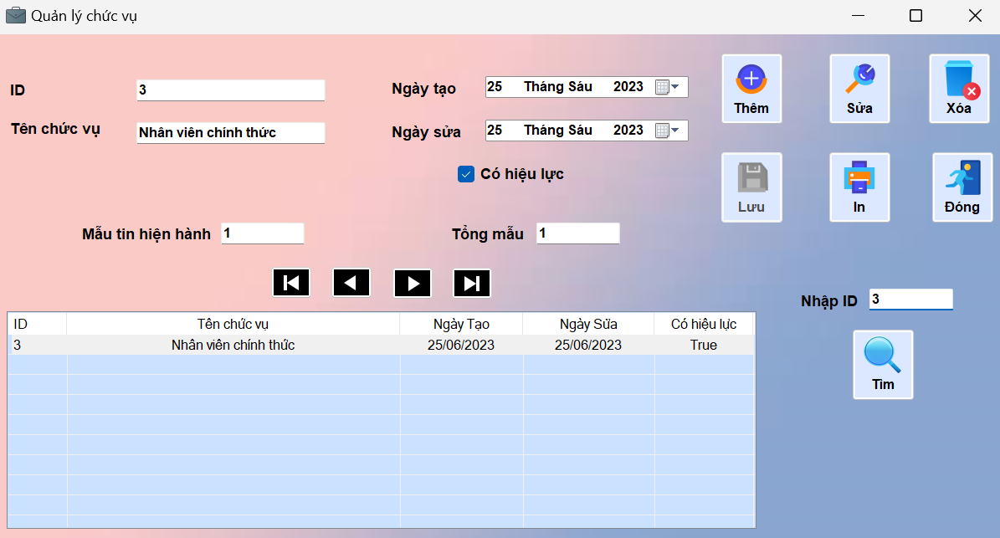 Quản lý chức vụ
ID 3 Ngày tạo 25 Tháng Sáu 2023
Thêm Sửa Xóa
Tên chức vụ Nhân viên chính thức Ngày sửa 25 Tháng Sáu 2023
Có hiệu lực
Lưu In Đóng
Mẫu tin hiện hành 1 Tổng mẫu 1
Nhập ID 3
ID Tên chức vụ Ngày Tạo Ngày Sửa Có hiệu lực
3 Nhân viên chính thức 25/06/2023 25/06/2023 True
Tìm